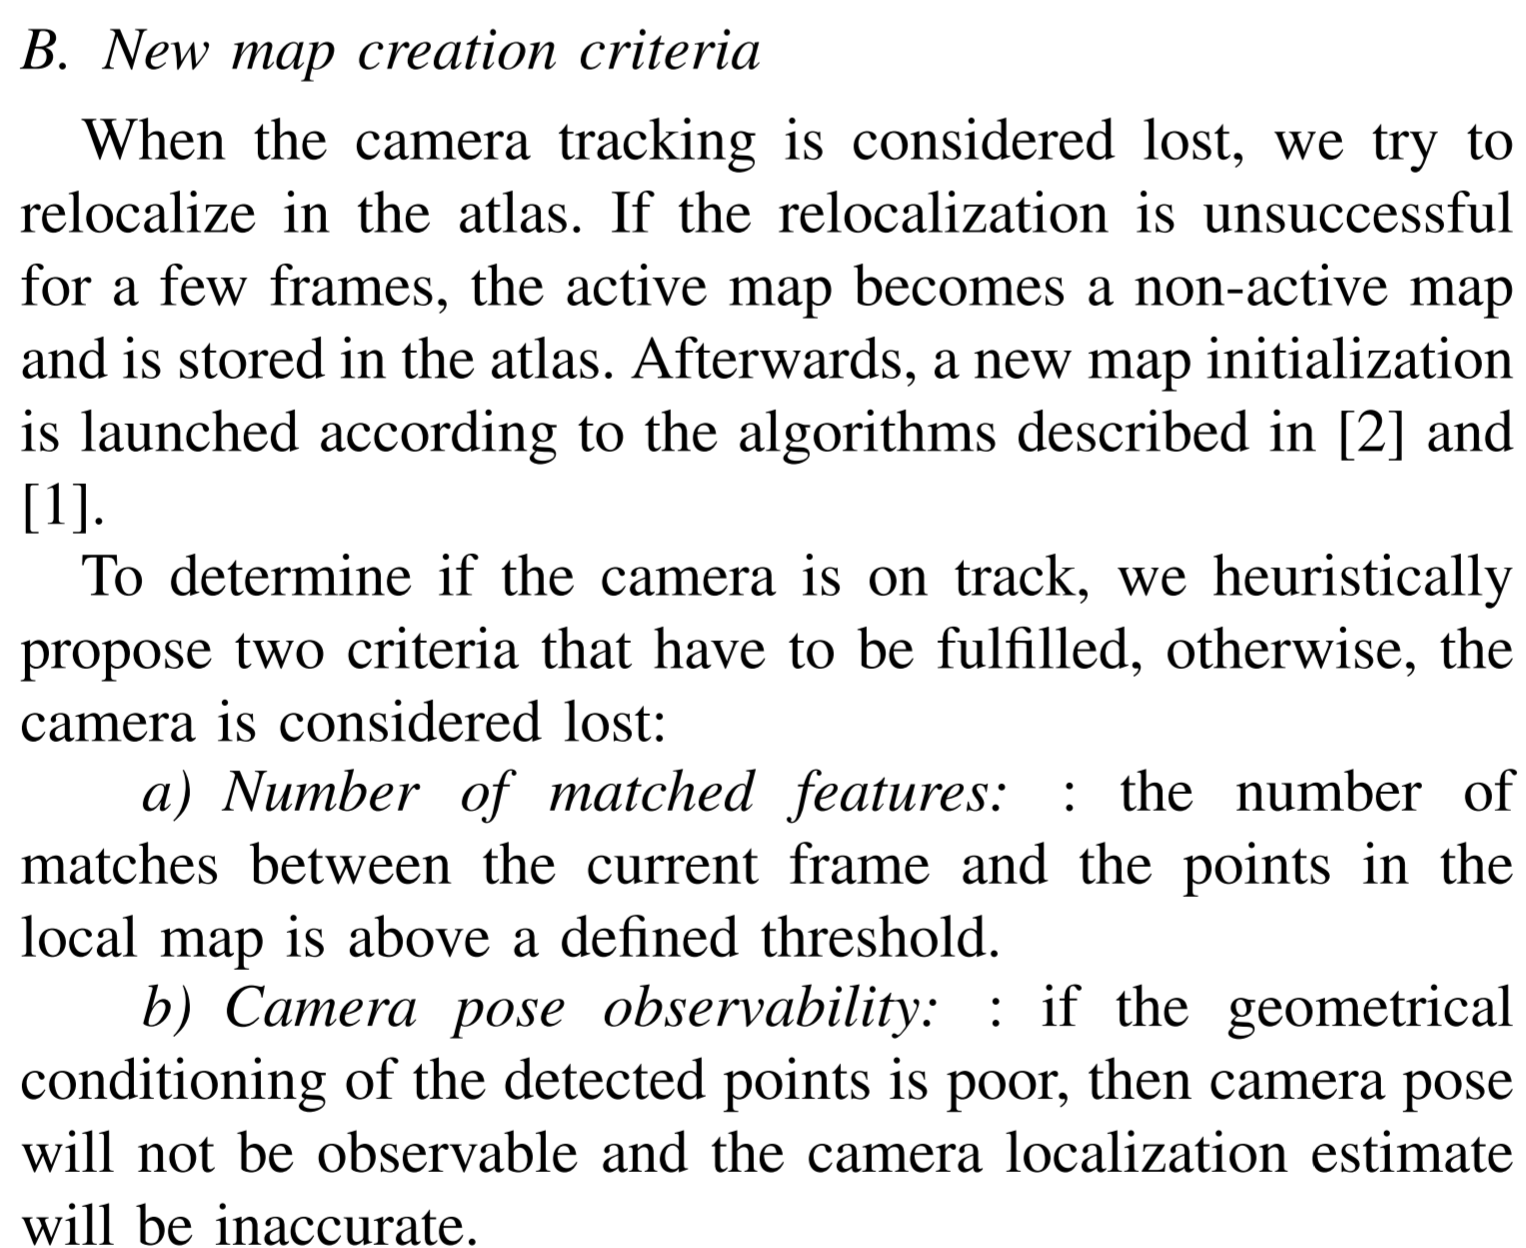 B. New map creation criteria
When the camera tracking is considered lost, we try to
relocalize in the atlas. If the relocalization is unsuccessful
for a few frames, the active map becomes a non-active map
and is stored in the atlas. Afterwards, a new map initialization
is launched according to the algorithms described in [2] and
[1].
To determine if the camera is on track, we heuristically
propose two criteria that have to be fulfilled, otherwise, the
camera is considered lost:
a) Number of matched features: : the number of
matches between the current frame and the points in the
local map is above a defined threshold.
b) Camera pose observability: : if the geometrical
conditioning of the detected points is poor, then camera pose
will not be observable and the camera localization estimate
will be inaccurate.